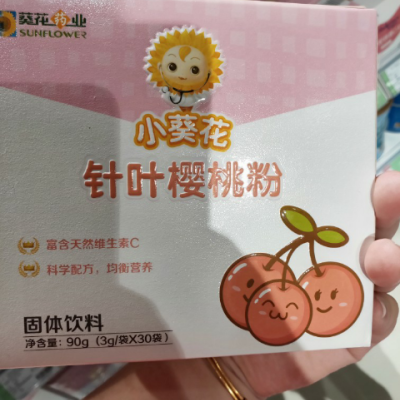 葵花药业
SUNFLOWER
小葵花
针叶樱桃粉
富含天然维生素C
科学配方,均衡营养
固体饮料
净含量:90g(3g/袋X30袋)